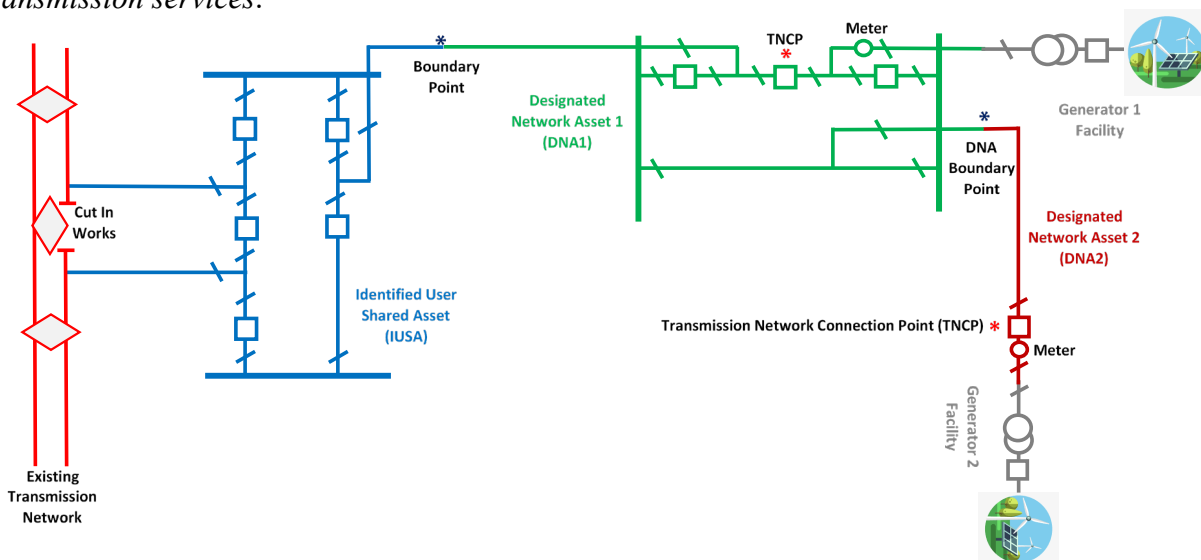 ansmission services.
*
Boundary
Point
Designated
Network Asset 1
(DNA1)
TNCP
*
Meter
Generator 1
Facility
*
DNA
Boundary
Point
Cut In
Works
Identified User
Shared Asset
(IUSA)
Designated
Network Asset 2
(DNA2)
Transmission Network Connection Point (TNCP) *
Meter
Generator 2
Facility
Existing
Transmission
Network